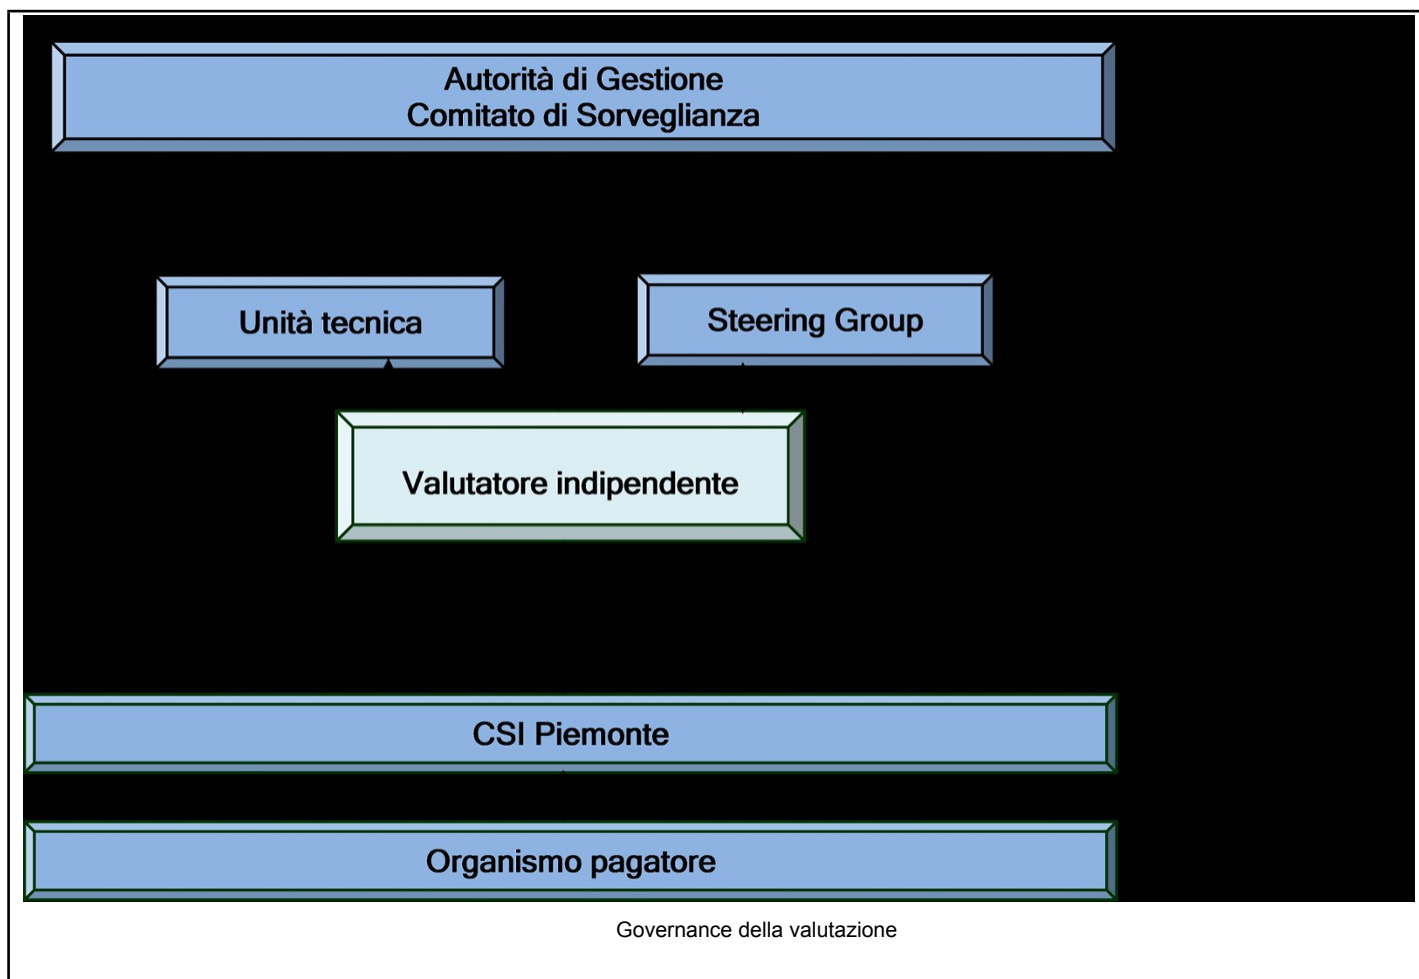 Autorità di Gestione
Comitato di Sorveglianza
Unità tecnica
Steering Group
Valutatore indipendente
CSI Piemonte
Organismo pagatore
Governance della valutazione